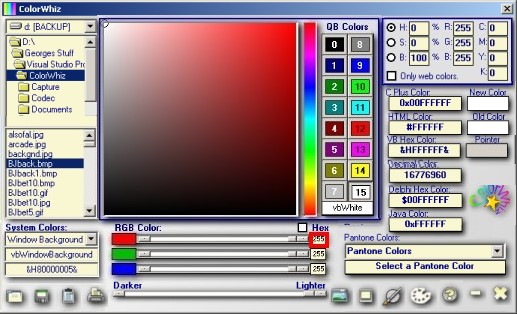 ColorWhiz
d: [BACKUP]
D:\
Georges Stuff
Visual Studio Pro
ColorWhiz
Capture
Codec
Documents
alsofal.jpg
arcade.jpg
backgnd.jpg
BJback.bmp
BJback1.bmp
BJbet10.bmp
BJbet10.gif
BJbet10.jpg
BJbet5.gif
QB Colors
0 8
1 9
2 10
3 11
4 12
5 13
6 14
7 15
vbWhite
H: 0 R: 255 C: 0
S: 0 G: 255 M: 0
B: 100 % B: 255 Y: 0
K: 0
Only web colors.
C Plus Color: New Color:
0x00FFFFFF
HTML Color: Old Color:
#FFFFFF
VB Hex Color: Pointer
&HFFFFFF&
Decimal Color:
16776960
Delphi Hex Color:
$00FFFFFF
Java Color:
0xFFFFFF
System Colors:
Window Background
vbWindowBackground
&H80000005&
RGB Color: Hex
255
255
255
Darker Lighter
Pantone Colors:
Pantone Colors
Select a Pantone Color